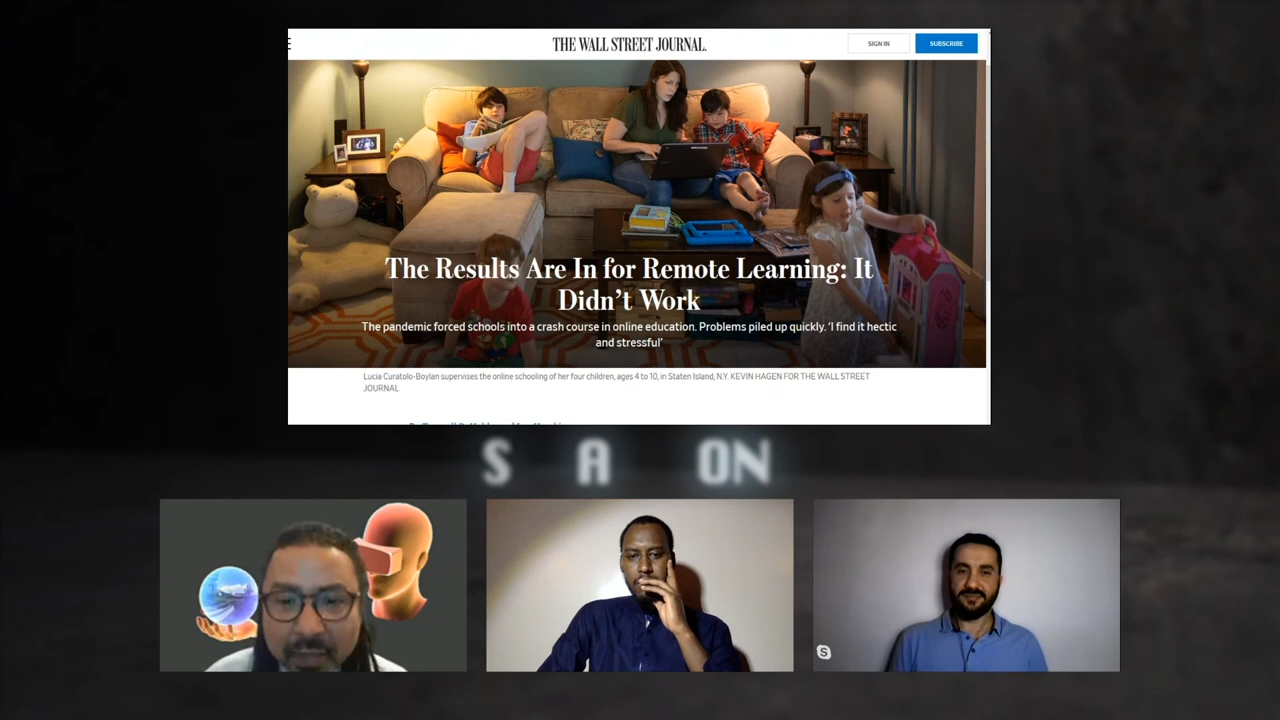 THE WALL STREET JOURNAL.
SIGN IN
SUBSCRIBE
The Results Are In for Remote Learning: It
Didn’t Work
The pandemic forced schools into a crash course in online education. Problems piled up quickly. ‘I find it hectic
and stressful’
Lucia Curatolo-Boylan supervises the online schooling of her four children, ages 4 to 10, in Staten Island, N.Y. KEVIN HAGEN FOR THE WALL STREET
JOURNAL
S A ON
S